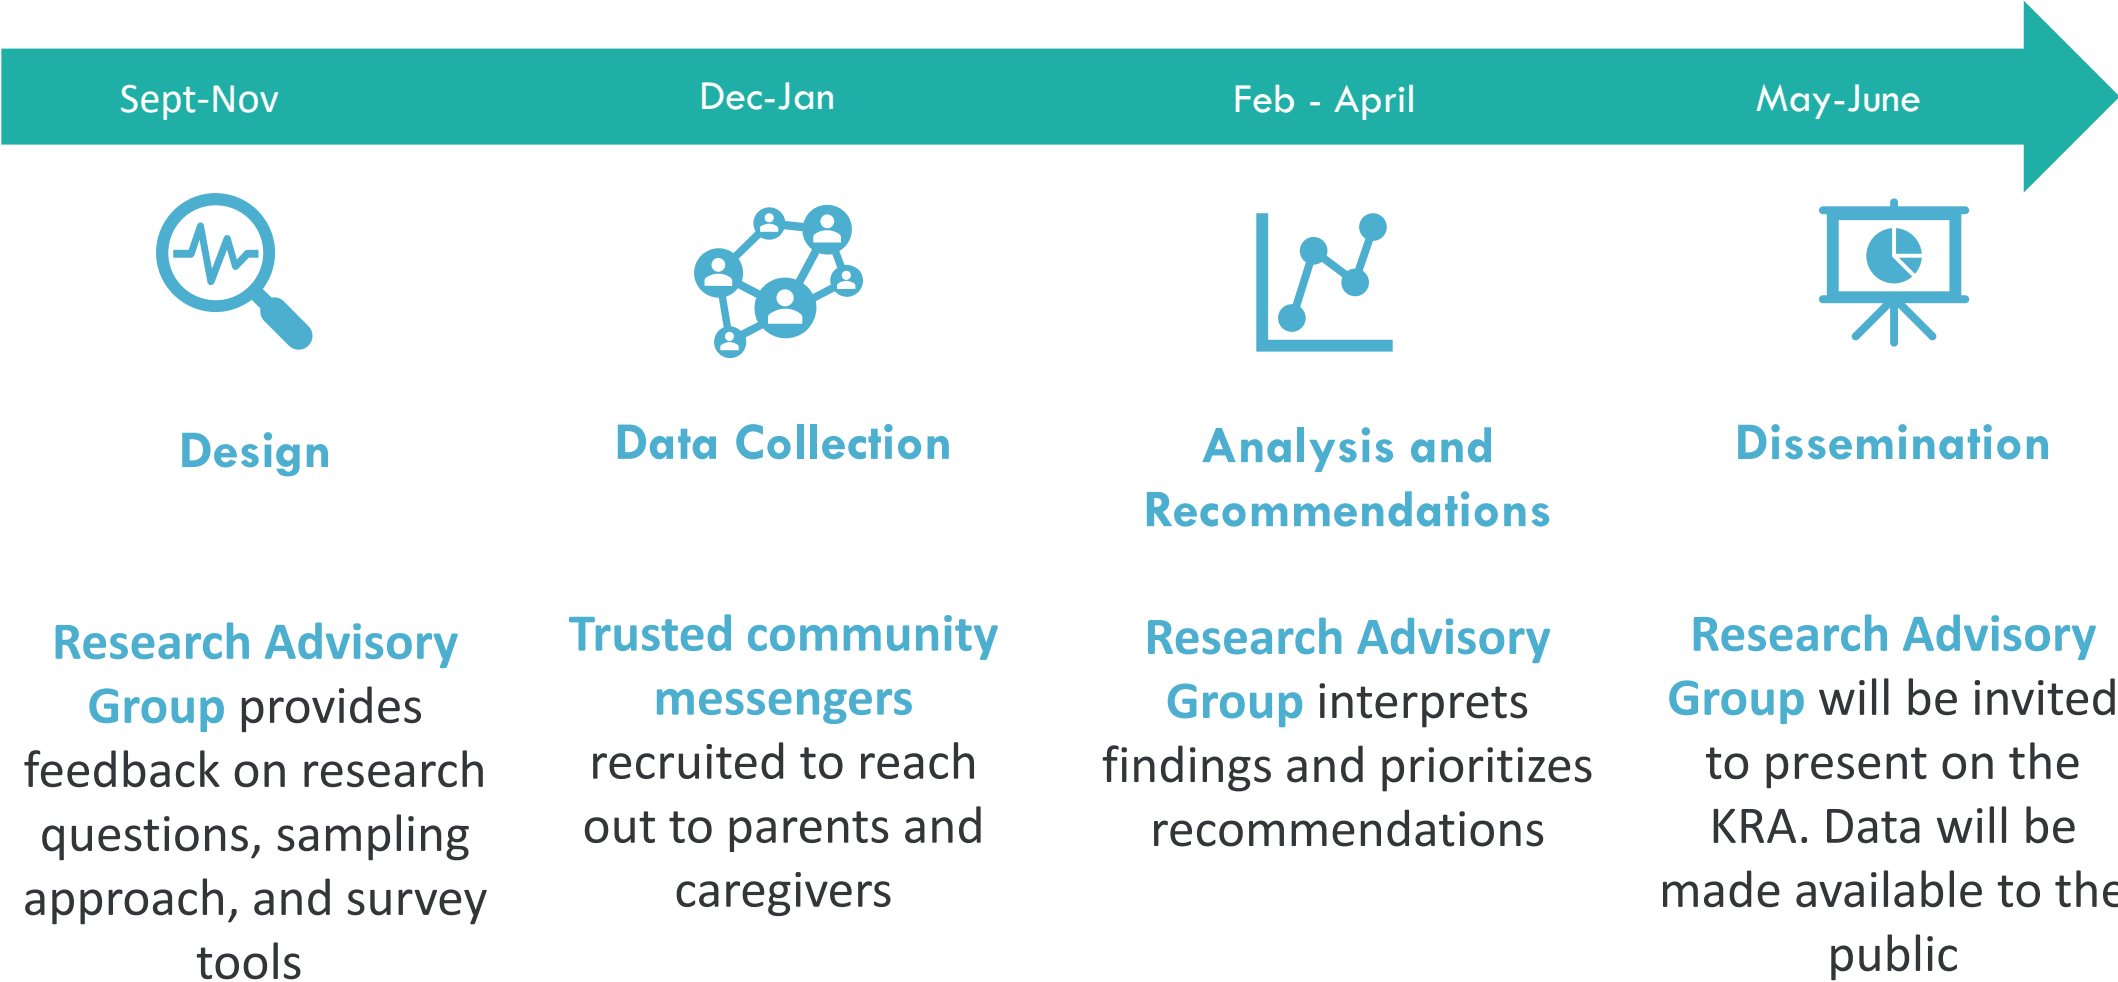 Sept-Nov
Dec-Jan
Feb - April
May-June
Design
Data Collection
Analysis and
Recommendations
Dissemination
Research Advisory
Group provides
feedback on research
questions, sampling
approach, and survey
tools
Trusted community
messengers
recruited to reach
out to parents and
caregivers
Research Advisory
Group interprets
findings and prioritizes
recommendations
Research Advisory
Group will be invited
to present on the
KRA. Data will be
made available to the
public